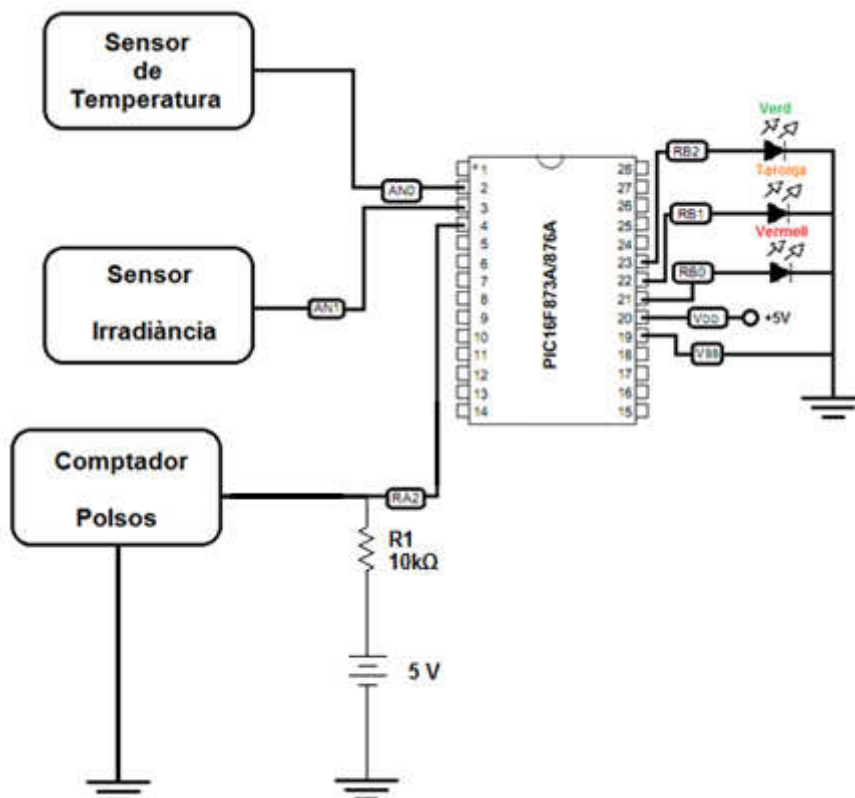 Sensor
de
Temperatura
Sensor
Irradiància
Comptador
Polsos
AN0
AN1
RA2
R1
10kΩ
5 V
PIC16F873A/876A
1
2
3
4
5
6
7
8
9
10
11
12
13
14
28
27
26
25
24
23
22
21
20
19
18
17
16
15
RB2
RB1
RB0
VDD
VSS
+5V
Verd
Taronja
Vermell